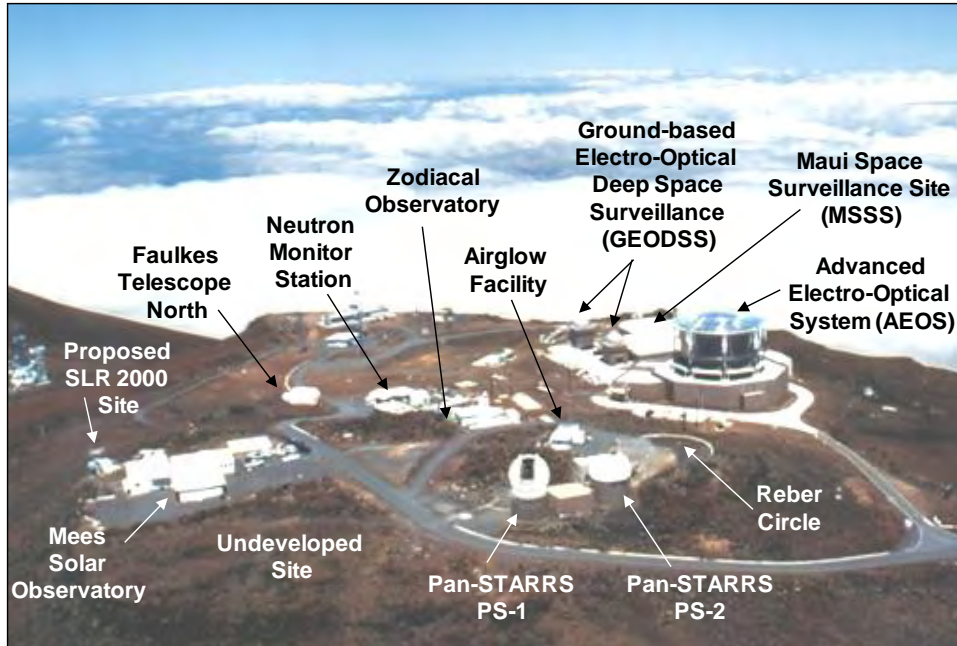 Ground-based
Electro-Optical
Deep Space
Surveillance
(GEODSS)
Maui Space
Surveillance Site
(MSSS)
Zodiacal
Observatory
Neutron
Monitor
Station
Airglow
Facility
Faulkes
Telescope
North
Advanced
Electro-Optical
System (AEOS)
Proposed
SLR 2000
Site
Reber
Circle
Mees
Solar
Observatory
Undeveloped
Site
Pan-STARRS
PS-1
Pan-STARRS
PS-2